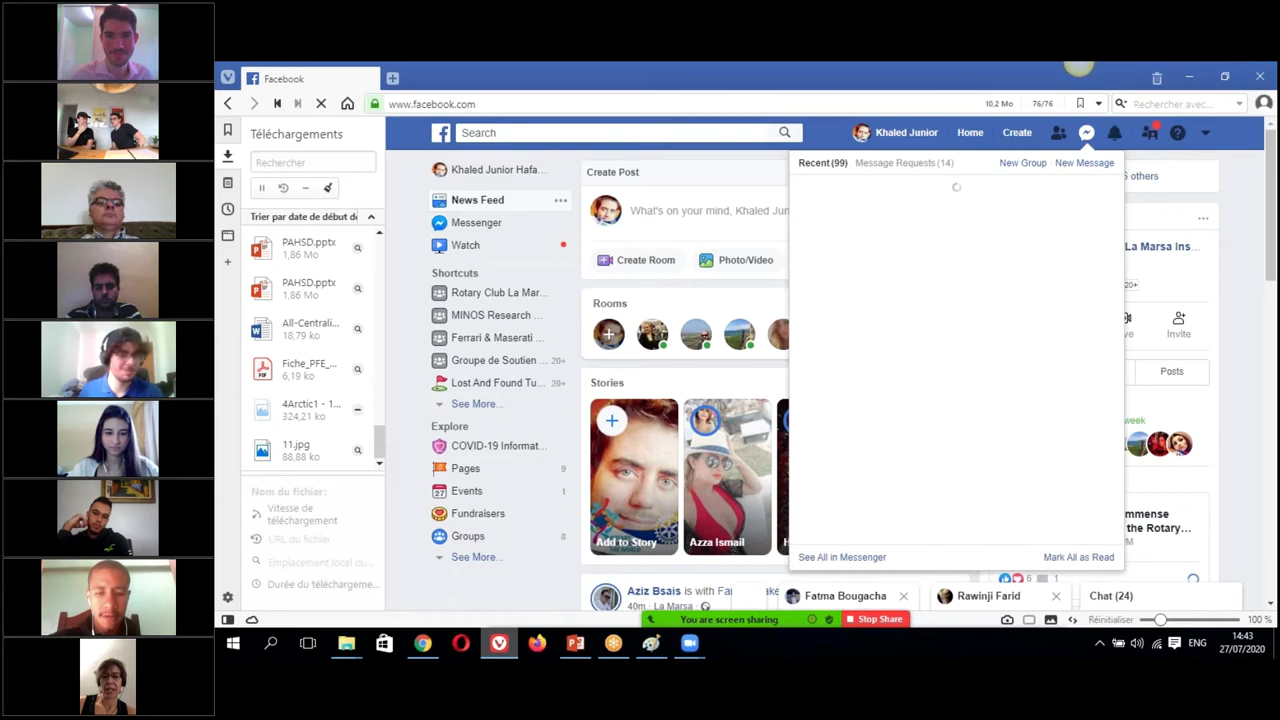 Facebook
www.facebook.com
10,2 Mo
76/76
Rechercher avec...
Téléchargements
Rechercher
Trier par date de début de
PAHSD.pptx
1,86 Mo
PAHSD.pptx
1,86 Mo
All-Centrali...
18,79 ko
Fiche_PFE_...
6,19 ko
4Arctic1 - 1...
324,21 ko
11.jpg
88,88 ko
Nom du fichier:
Vitesse de
téléchargement
URL du fichier
Emplacement local du...
Durée du téléchargeme...
Search
Khaled Junior
Home
Create
Khaled Junior Hafa...
News Feed
Messenger
Watch
Shortcuts
Rotary Club La Mar...
MINOS Research ...
Ferrari & Maserati ...
Groupe de Soutien ... 20+
Lost And Found Tu... 20+
See More...
Explore
COVID-19 Informat...
Pages 9
Events 1
27
Fundraisers
Groups 8
See More...
Create Post
What's on your mind, Khaled Jun
Create Room
Photo/Video
Rooms
Stories
Add to Story
Azza Ismail
H
Aziz Bsais is with Far
40m · La Marsa ·
Recent (99)
Message Requests (14)
New Group · New Message
See All in Messenger
Mark All as Read
5 others
La Marsa Ins...
20+
ve
Invite
Posts
week
mmense
the Rotary...
M
6
1
Fatma Bougacha
Rawinji Farid
Chat (24)
You are screen sharing
Stop Share
Réinitialiser
100 %
ENG
14:43
27/07/2020